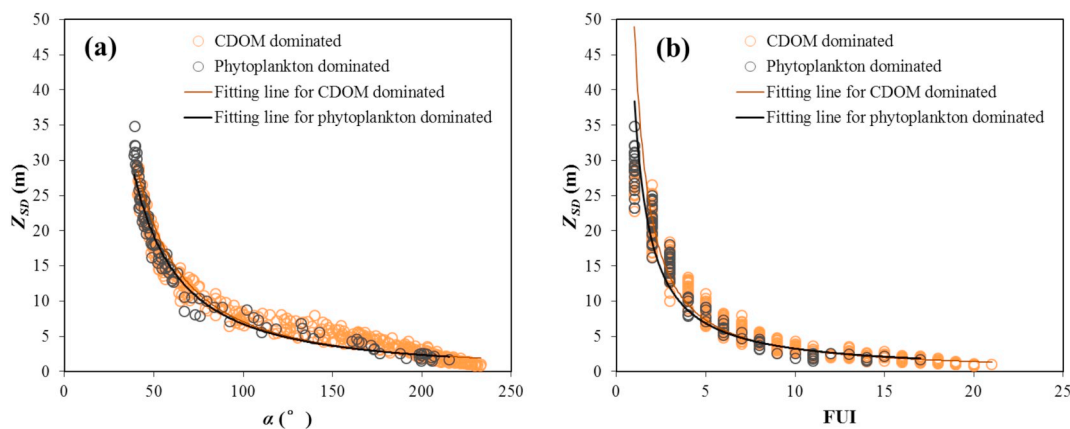 (a)
CDOM dominated
Phytoplankton dominated
Fitting line for CDOM dominated
Fitting line for phytoplankton dominated
Z_SD (m)
50
45
40
35
30
25
20
15
10
5
0
0 50 100 150 200 250
α (°)
(b)
CDOM dominated
Phytoplankton dominated
Fitting line for CDOM dominated
Fitting line for phytoplankton dominated
Z_SD (m)
50
45
40
35
30
25
20
15
10
5
0
0 5 10 15 20 25
FUI